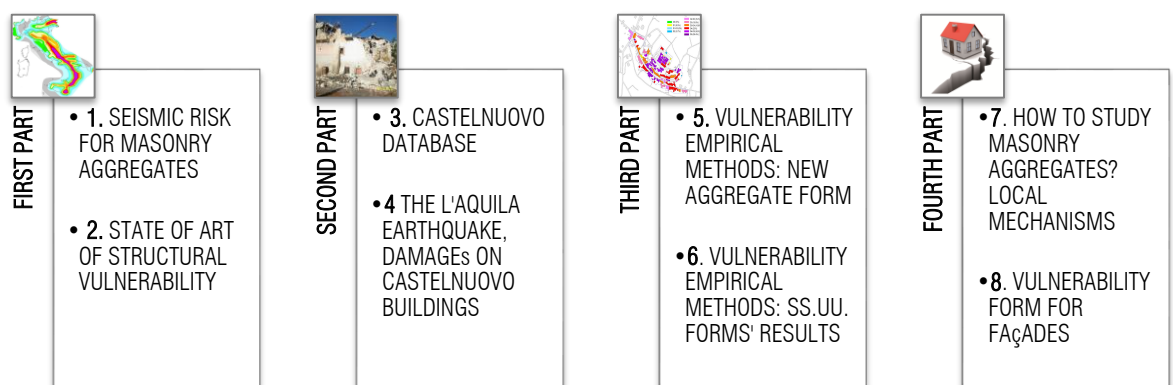 FIRST PART
• 1. SEISMIC RISK
FOR MASONRY
AGGREGATES
• 2. STATE OF ART
OF STRUCTURAL
VULNERABILITY
SECOND PART
• 3. CASTELNUOVO
DATABASE
•4 THE L'AQUILA
EARTHQUAKE,
DAMAGEs ON
CASTELNUOVO
BUILDINGS
THIRD PART
• 5. VULNERABILITY
EMPIRICAL
METHODS: NEW
AGGREGATE FORM
•6. VULNERABILITY
EMPIRICAL
METHODS: SS.UU.
FORMS' RESULTS
FOURTH PART
•7. HOW TO STUDY
MASONRY
AGGREGATES?
LOCAL
MECHANISMS
•8. VULNERABILITY
FORM FOR
FAçADES